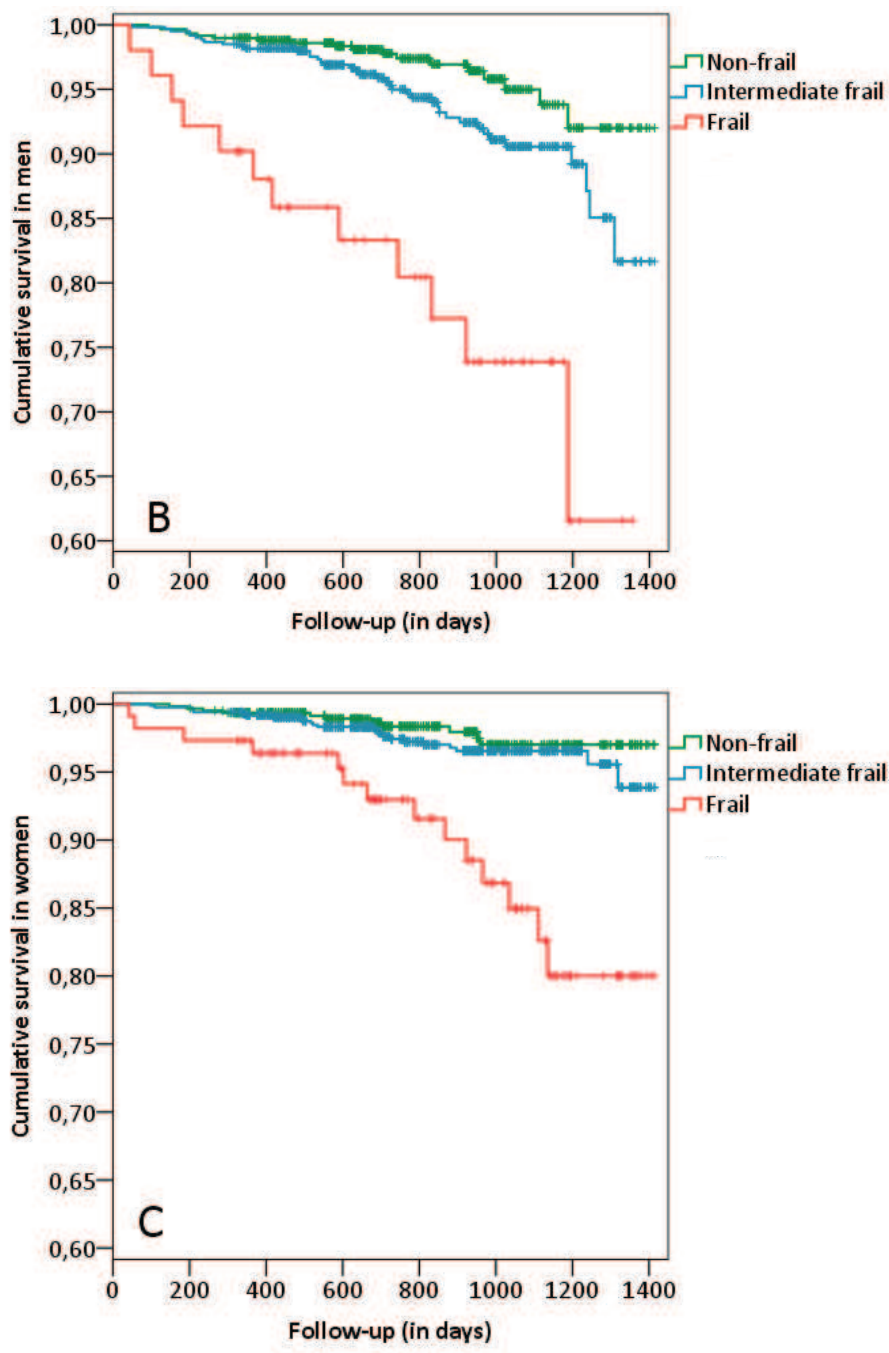 Cumulative survival in men
1,00
0,95
0,90
0,85
0,80
0,75
0,70
0,65
0,60
B
0 200 400 600 800 1000 1200 1400
Follow-up (in days)
Non-frail
Intermediate frail
Frail
Cumulative survival in women
1,00
0,95
0,90
0,85
0,80
0,75
0,70
0,65
0,60
C
0 200 400 600 800 1000 1200 1400
Follow-up (in days)
Non-frail
Intermediate frail
Frail